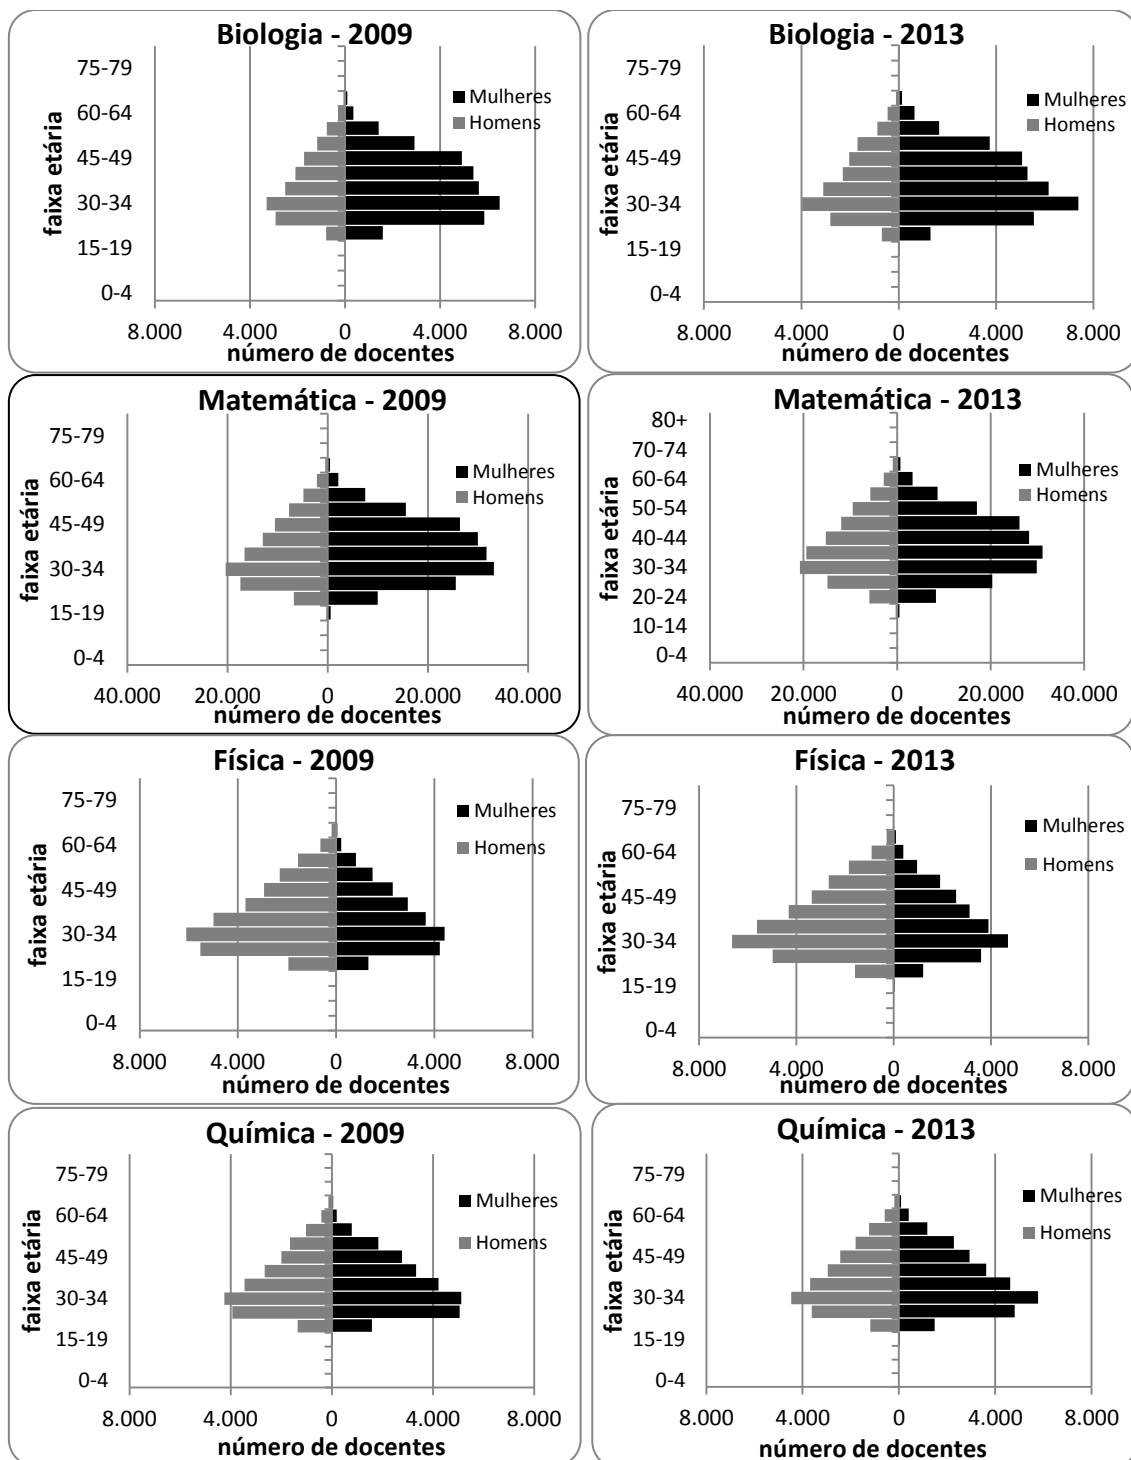 Biologia - 2009
faixa etária
75-79
60-64
45-49
30-34
15-19
0-4
Mulheres
Homens
8.000 4.000 0 4.000 8.000
número de docentes
Biologia - 2013
faixa etária
75-79
60-64
45-49
30-34
15-19
0-4
Mulheres
Homens
8.000 4.000 0 4.000 8.000
número de docentes
Matemática - 2009
faixa etária
75-79
60-64
45-49
30-34
15-19
0-4
Mulheres
Homens
40.000 20.000 0 20.000 40.000
número de docentes
Matemática - 2013
faixa etária
80+
70-74
60-64
50-54
40-44
30-34
20-24
10-14
0-4
Mulheres
Homens
40.000 20.000 0 20.000 40.000
número de docentes
Física - 2009
faixa etária
75-79
60-64
45-49
30-34
15-19
0-4
Mulheres
Homens
8.000 4.000 0 4.000 8.000
número de docentes
Física - 2013
faixa etária
75-79
60-64
45-49
30-34
15-19
0-4
Mulheres
Homens
8.000 4.000 0 4.000 8.000
número de docentes
Química - 2009
faixa etária
75-79
60-64
45-49
30-34
15-19
0-4
Mulheres
Homens
8.000 4.000 0 4.000 8.000
número de docentes
Química - 2013
faixa etária
75-79
60-64
45-49
30-34
15-19
0-4
Mulheres
Homens
8.000 4.000 0 4.000 8.000
número de docentes